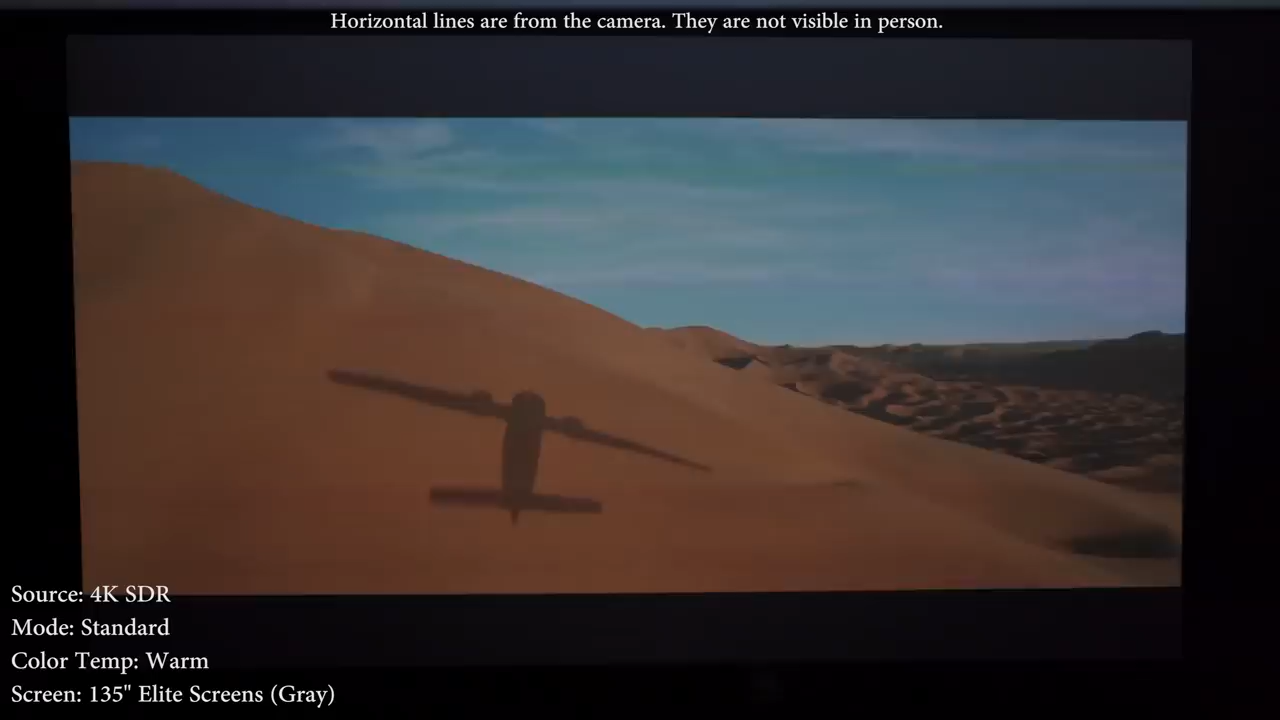 Horizontal lines are from the camera. They are not visible in person.
Source: 4K SDR
Mode: Standard
Color Temp: Warm
Screen: 135" Elite Screens (Gray)